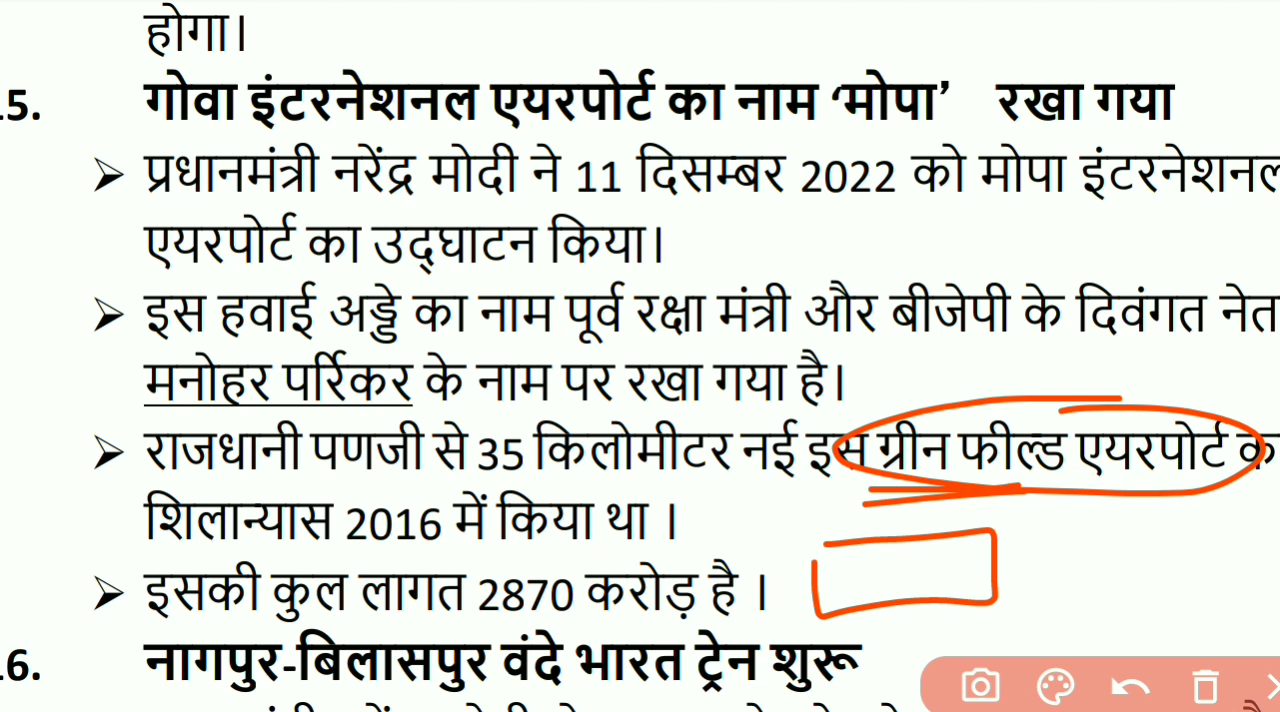 होगा।
.5. गोवा इंटरनेशनल एयरपोर्ट का नाम ‘मोपा’ रखा गया
➢ प्रधानमंत्री नरेंद्र मोदी ने 11 दिसम्बर 2022 को मोपा इंटरनेशनल
एयरपोर्ट का उद्घाटन किया।
➢ इस हवाई अड्डे का नाम पूर्व रक्षा मंत्री और बीजेपी के दिवंगत नेत
मनोहर पर्रिकर के नाम पर रखा गया है।
➢ राजधानी पणजी से 35 किलोमीटर नई इस ग्रीन फील्ड एयरपोर्ट क
शिलान्यास 2016 में किया था ।
➢ इसकी कुल लागत 2870 करोड़ है ।
.6. नागपुर-बिलासपुर वंदे भारत ट्रेन शुरू